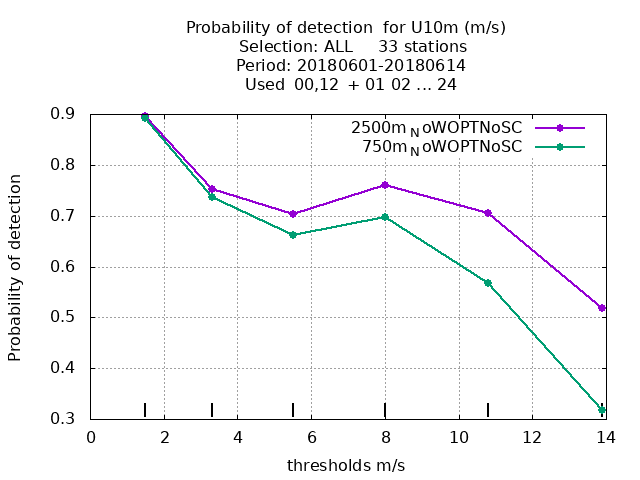 Probability of detection  for U10m (m/s)
Selection: ALL     33 stations
Period: 20180601-20180614
Used  00,12  + 01 02 ... 24
2500m_NoWOPTNoSC
750m_NoWOPTNoSC
0.9
0.8
0.7
0.6
0.5
0.4
0.3
Probability of detection
0 2 4 6 8 10 12 14
thresholds m/s